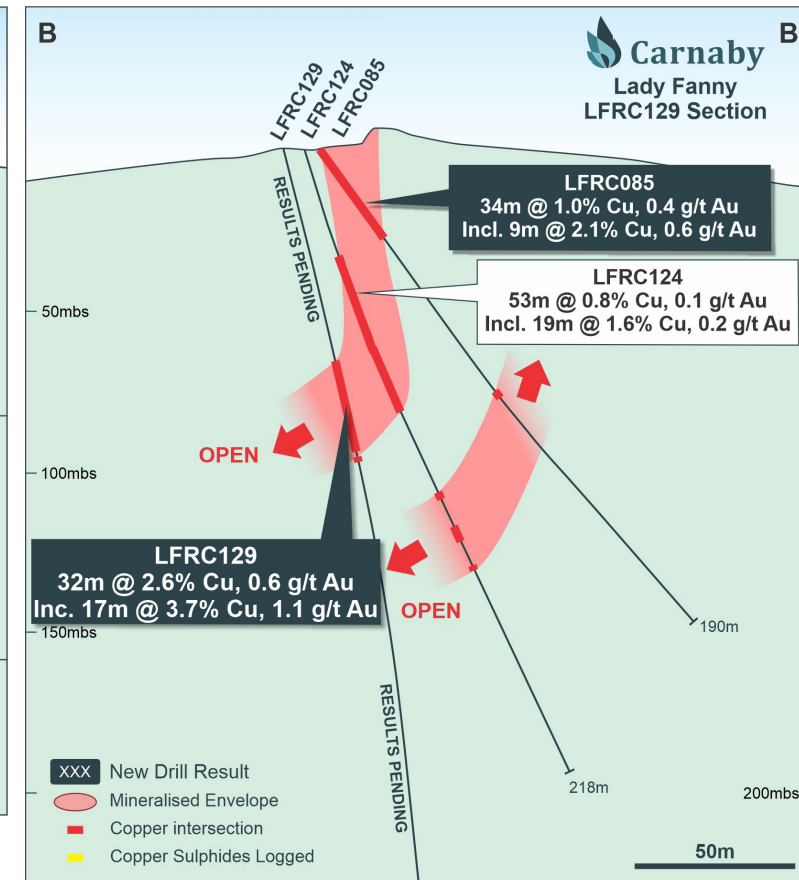 B
B
Carnaby
Lady Fanny
LFRC129 Section
LFRC129
LFRC124
LFRC085
RESULTS PENDING
LFRC085
34m @ 1.0% Cu, 0.4 g/t Au
Incl. 9m @ 2.1% Cu, 0.6 g/t Au
LFRC124
53m @ 0.8% Cu, 0.1 g/t Au
Incl. 19m @ 1.6% Cu, 0.2 g/t Au
50mbs
OPEN
100mbs
LFRC129
32m @ 2.6% Cu, 0.6 g/t Au
Inc. 17m @ 3.7% Cu, 1.1 g/t Au
OPEN
150mbs
190m
RESULTS PENDING
218m
200mbs
XXX New Drill Result
Mineralised Envelope
Copper intersection
Copper Sulphides Logged
50m